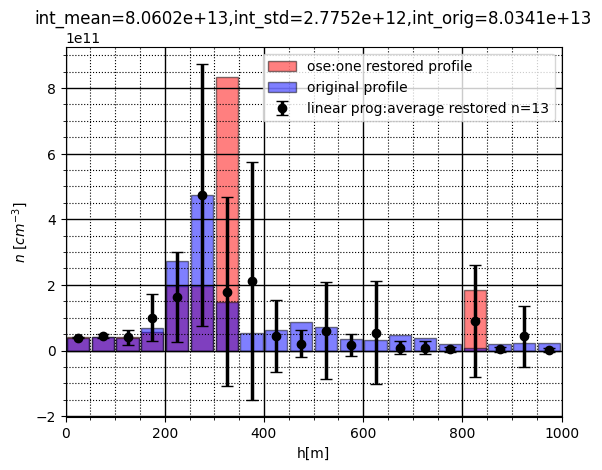 int_mean=8.0602e+13,int_std=2.7752e+12,int_orig=8.0341e+13
1e11
ose:one restored profile
original profile
linear prog:average restored n=13
8
6
4
2
0
−2
n [cm⁻³]
0 200 400 600 800 1000
h[m]